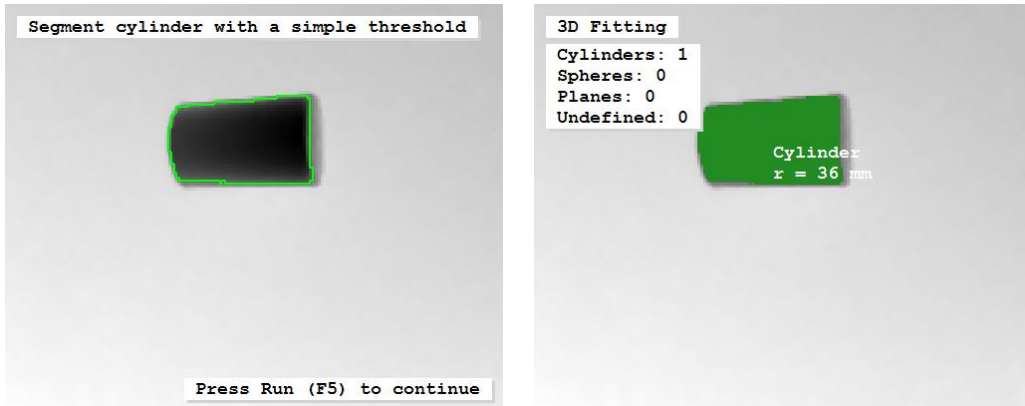 Segment cylinder with a simple threshold
Press Run (F5) to continue
3D Fitting
Cylinders: 1
Spheres: 0
Planes: 0
Undefined: 0
Cylinder
r = 36 mm